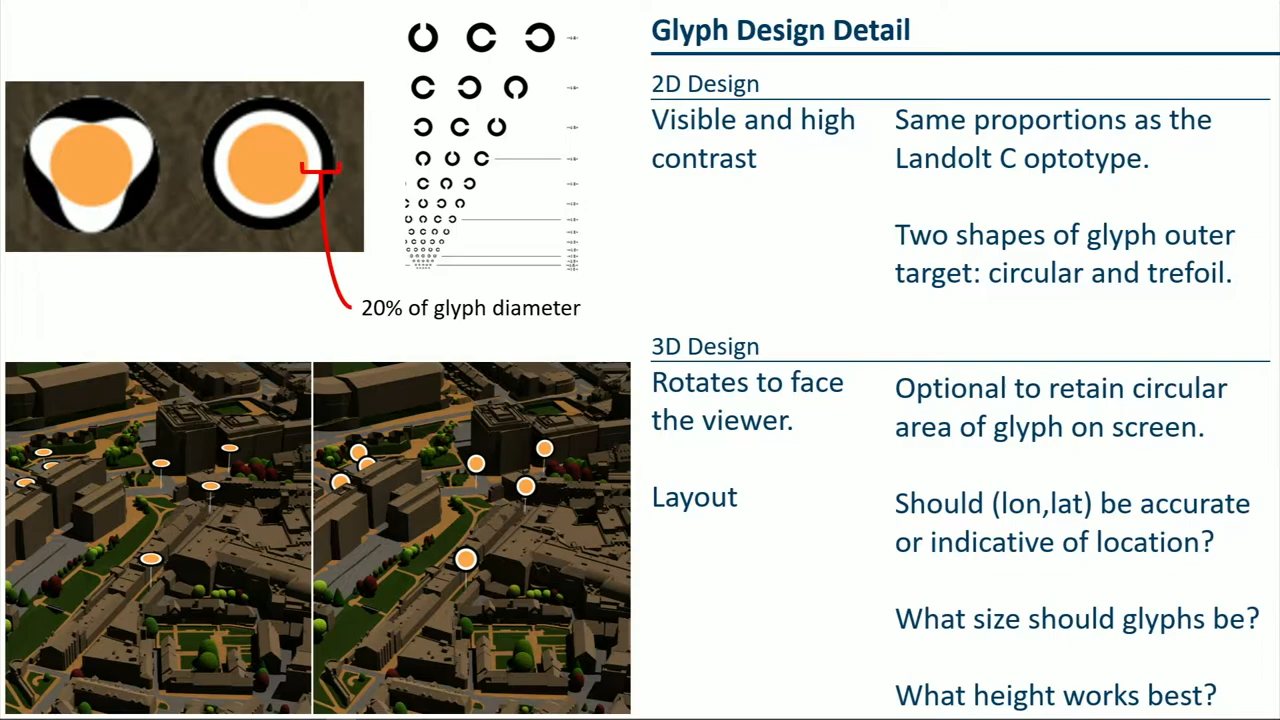 Glyph Design Detail
2D Design
Visible and high
contrast
Same proportions as the
Landolt C optotype.
Two shapes of glyph outer
target: circular and trefoil.
20% of glyph diameter
3D Design
Rotates to face
the viewer.
Optional to retain circular
area of glyph on screen.
Layout
Should (lon,lat) be accurate
or indicative of location?
What size should glyphs be?
What height works best?